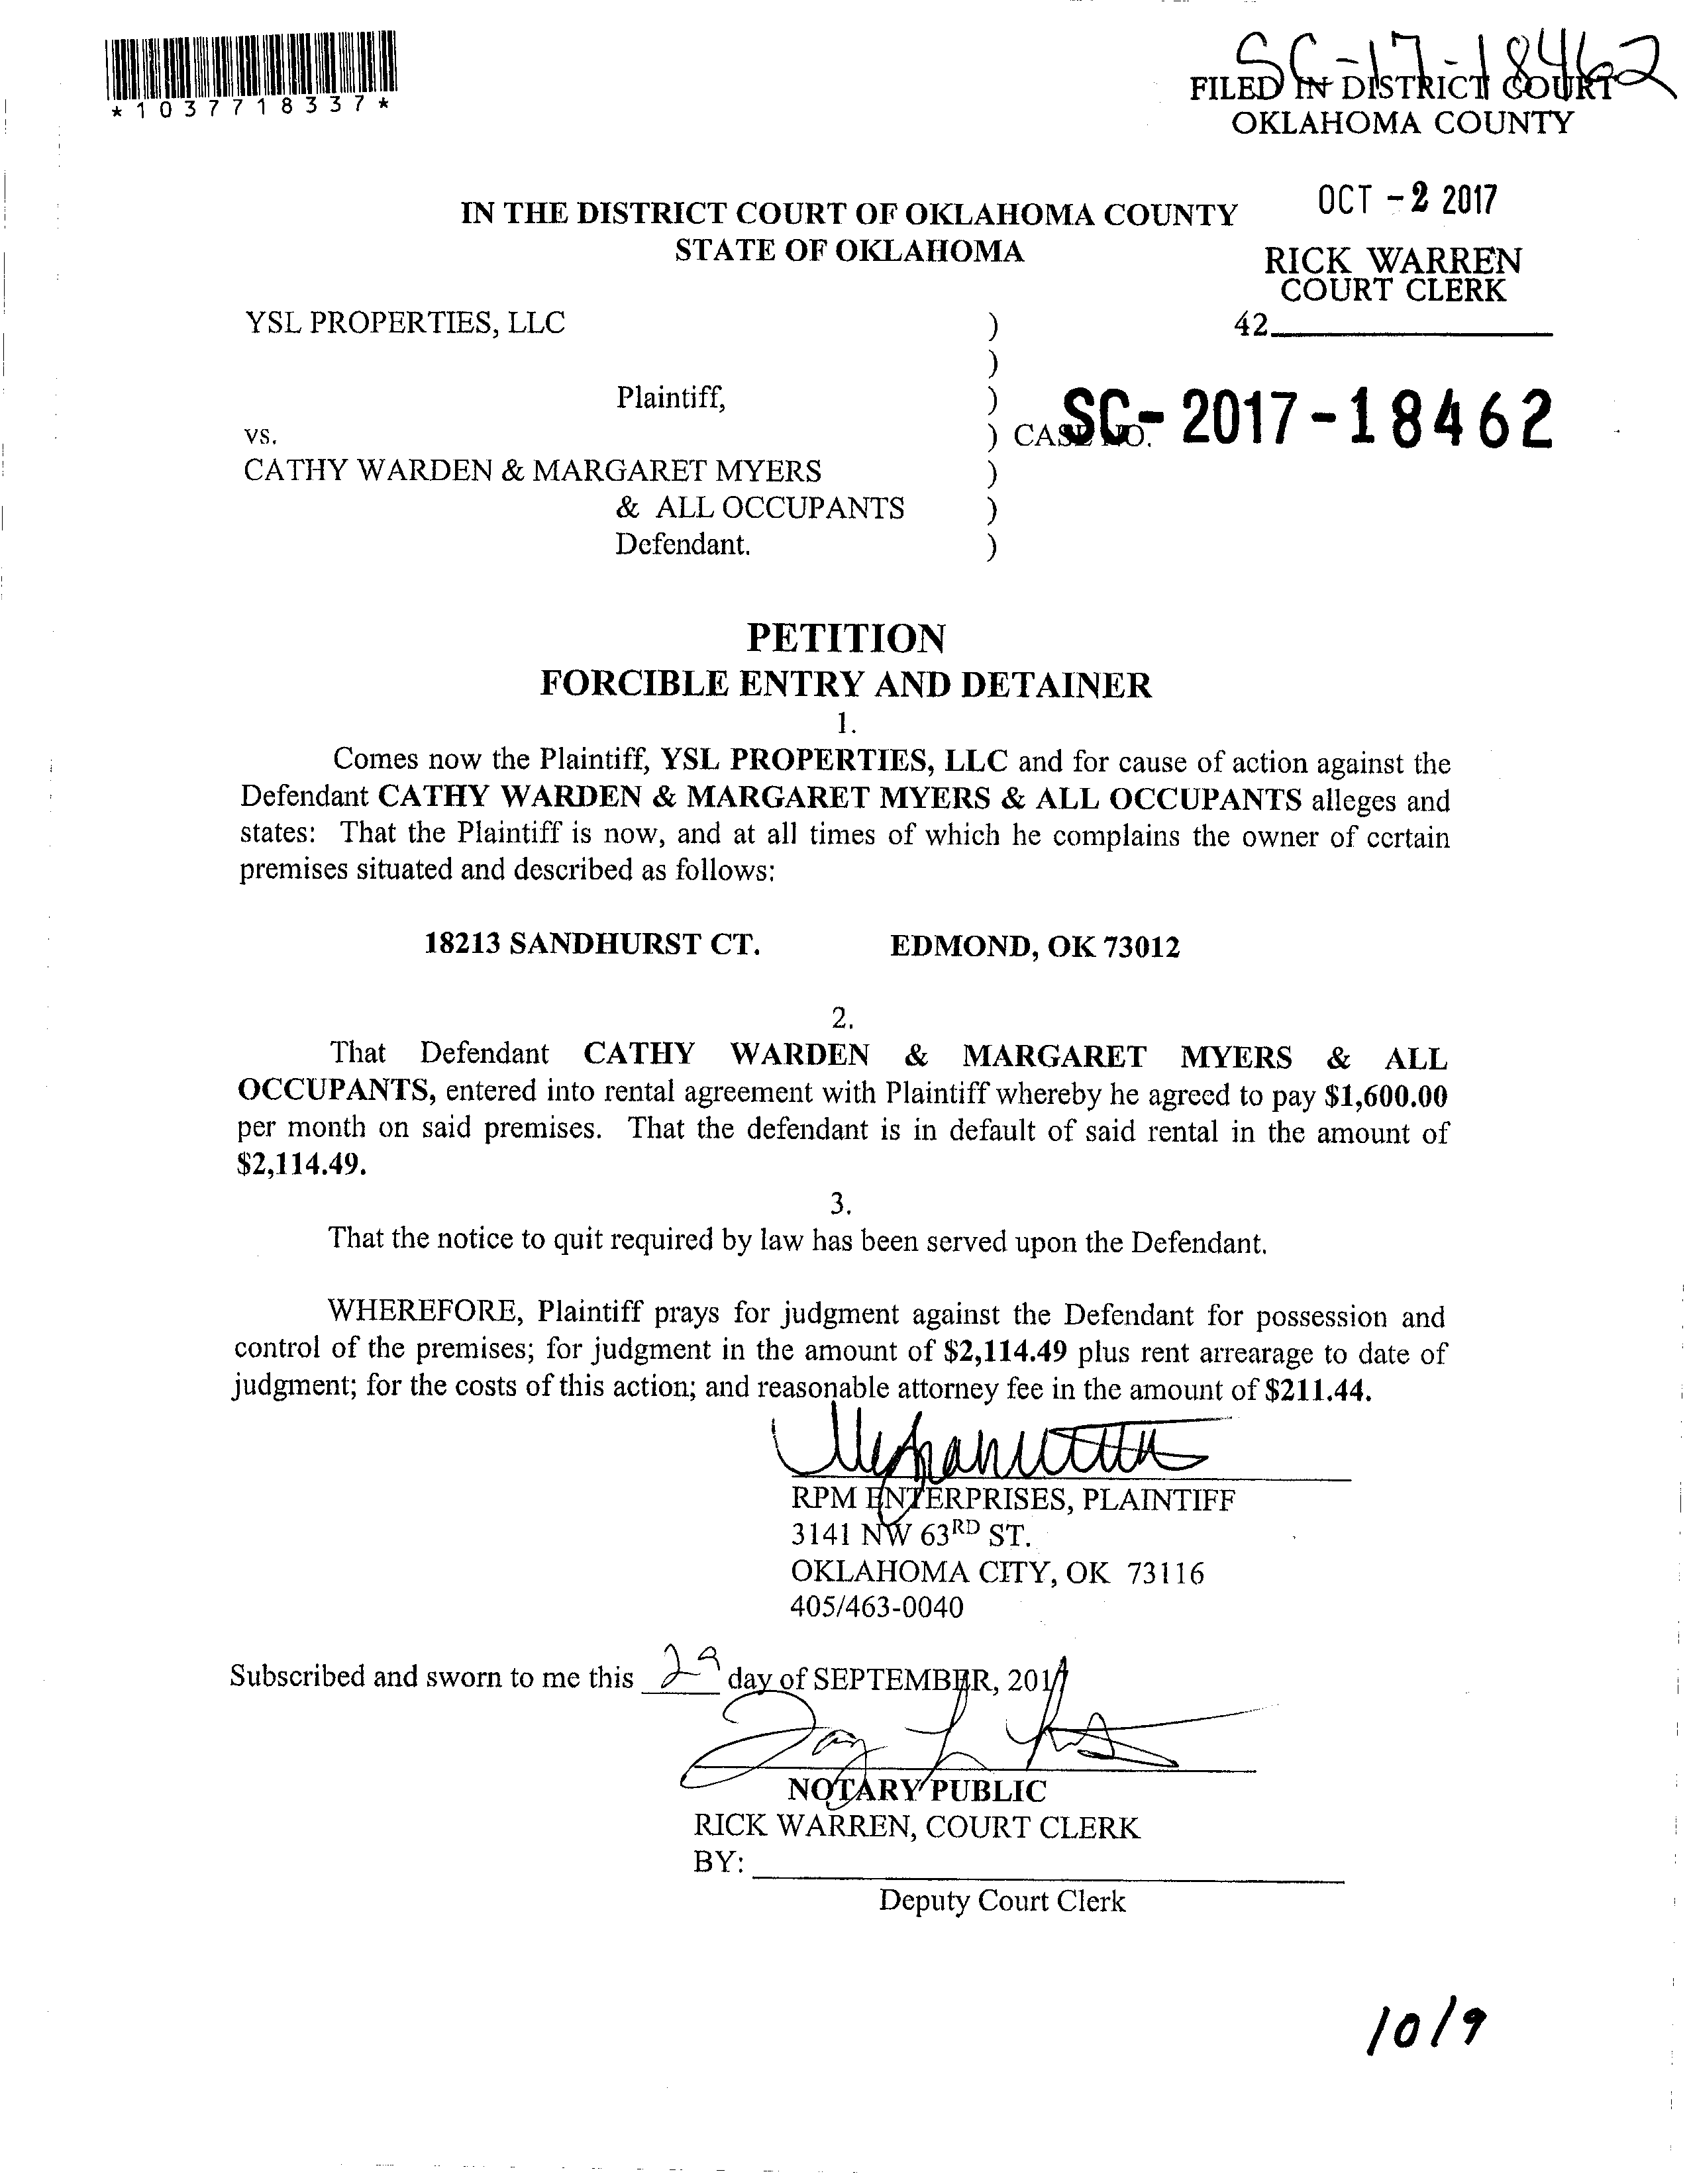 *1037718337*
SC-17-18462
FILED IN DISTRICT COURT
OKLAHOMA COUNTY
OCT -2 2017
RICK WARREN
COURT CLERK
42
IN THE DISTRICT COURT OF OKLAHOMA COUNTY
STATE OF OKLAHOMA
YSL PROPERTIES, LLC )
)
Plaintiff, )
vs. ) CASE NO. SC-2017-18462
CATHY WARDEN & MARGARET MYERS )
& ALL OCCUPANTS )
Defendant. )
PETITION
FORCIBLE ENTRY AND DETAINER
1.
Comes now the Plaintiff, YSL PROPERTIES, LLC and for cause of action against the
Defendant CATHY WARDEN & MARGARET MYERS & ALL OCCUPANTS alleges and
states: That the Plaintiff is now, and at all times of which he complains the owner of certain
premises situated and described as follows:
18213 SANDHURST CT. EDMOND, OK 73012
2.
That Defendant CATHY WARDEN & MARGARET MYERS & ALL
OCCUPANTS, entered into rental agreement with Plaintiff whereby he agreed to pay $1,600.00
per month on said premises. That the defendant is in default of said rental in the amount of
$2,114.49.
3.
That the notice to quit required by law has been served upon the Defendant.
WHEREFORE, Plaintiff prays for judgment against the Defendant for possession and
control of the premises; for judgment in the amount of $2,114.49 plus rent arrearage to date of
judgment; for the costs of this action; and reasonable attorney fee in the amount of $211.44.
RPM ENTERPRISES, PLAINTIFF
3141 NW 63RD ST.
OKLAHOMA CITY, OK 73116
405/463-0040
Subscribed and sworn to me this 29 day of SEPTEMBER, 2017
NOTARY PUBLIC
RICK WARREN, COURT CLERK
BY:
Deputy Court Clerk
10/9